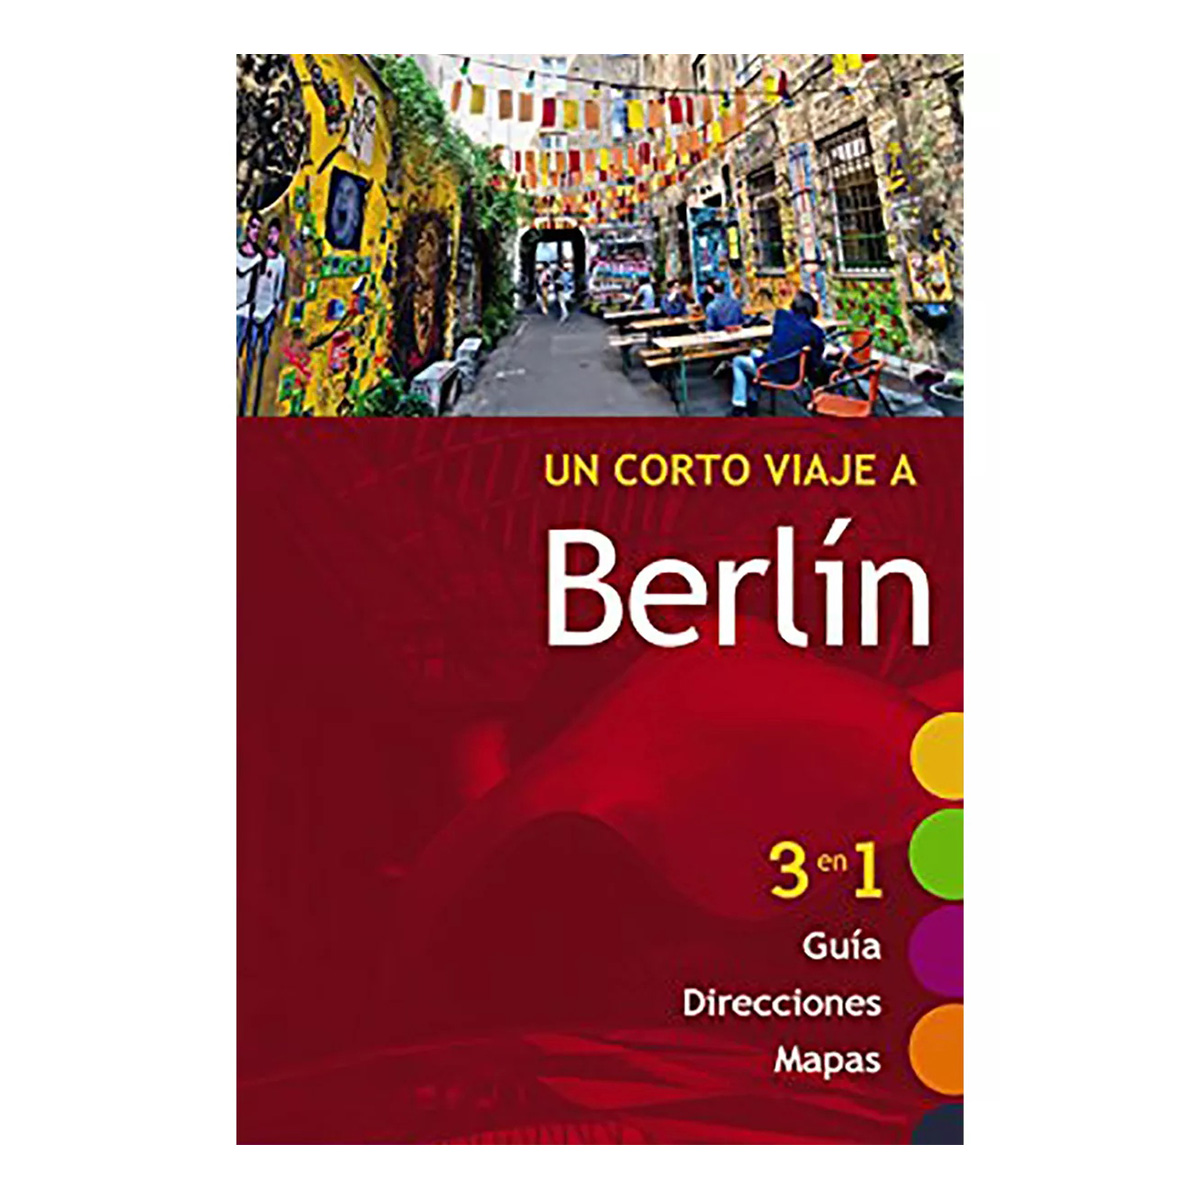 UN CORTO VIAJE A
Berlín
3 en 1
Guía
Direcciones
Mapas